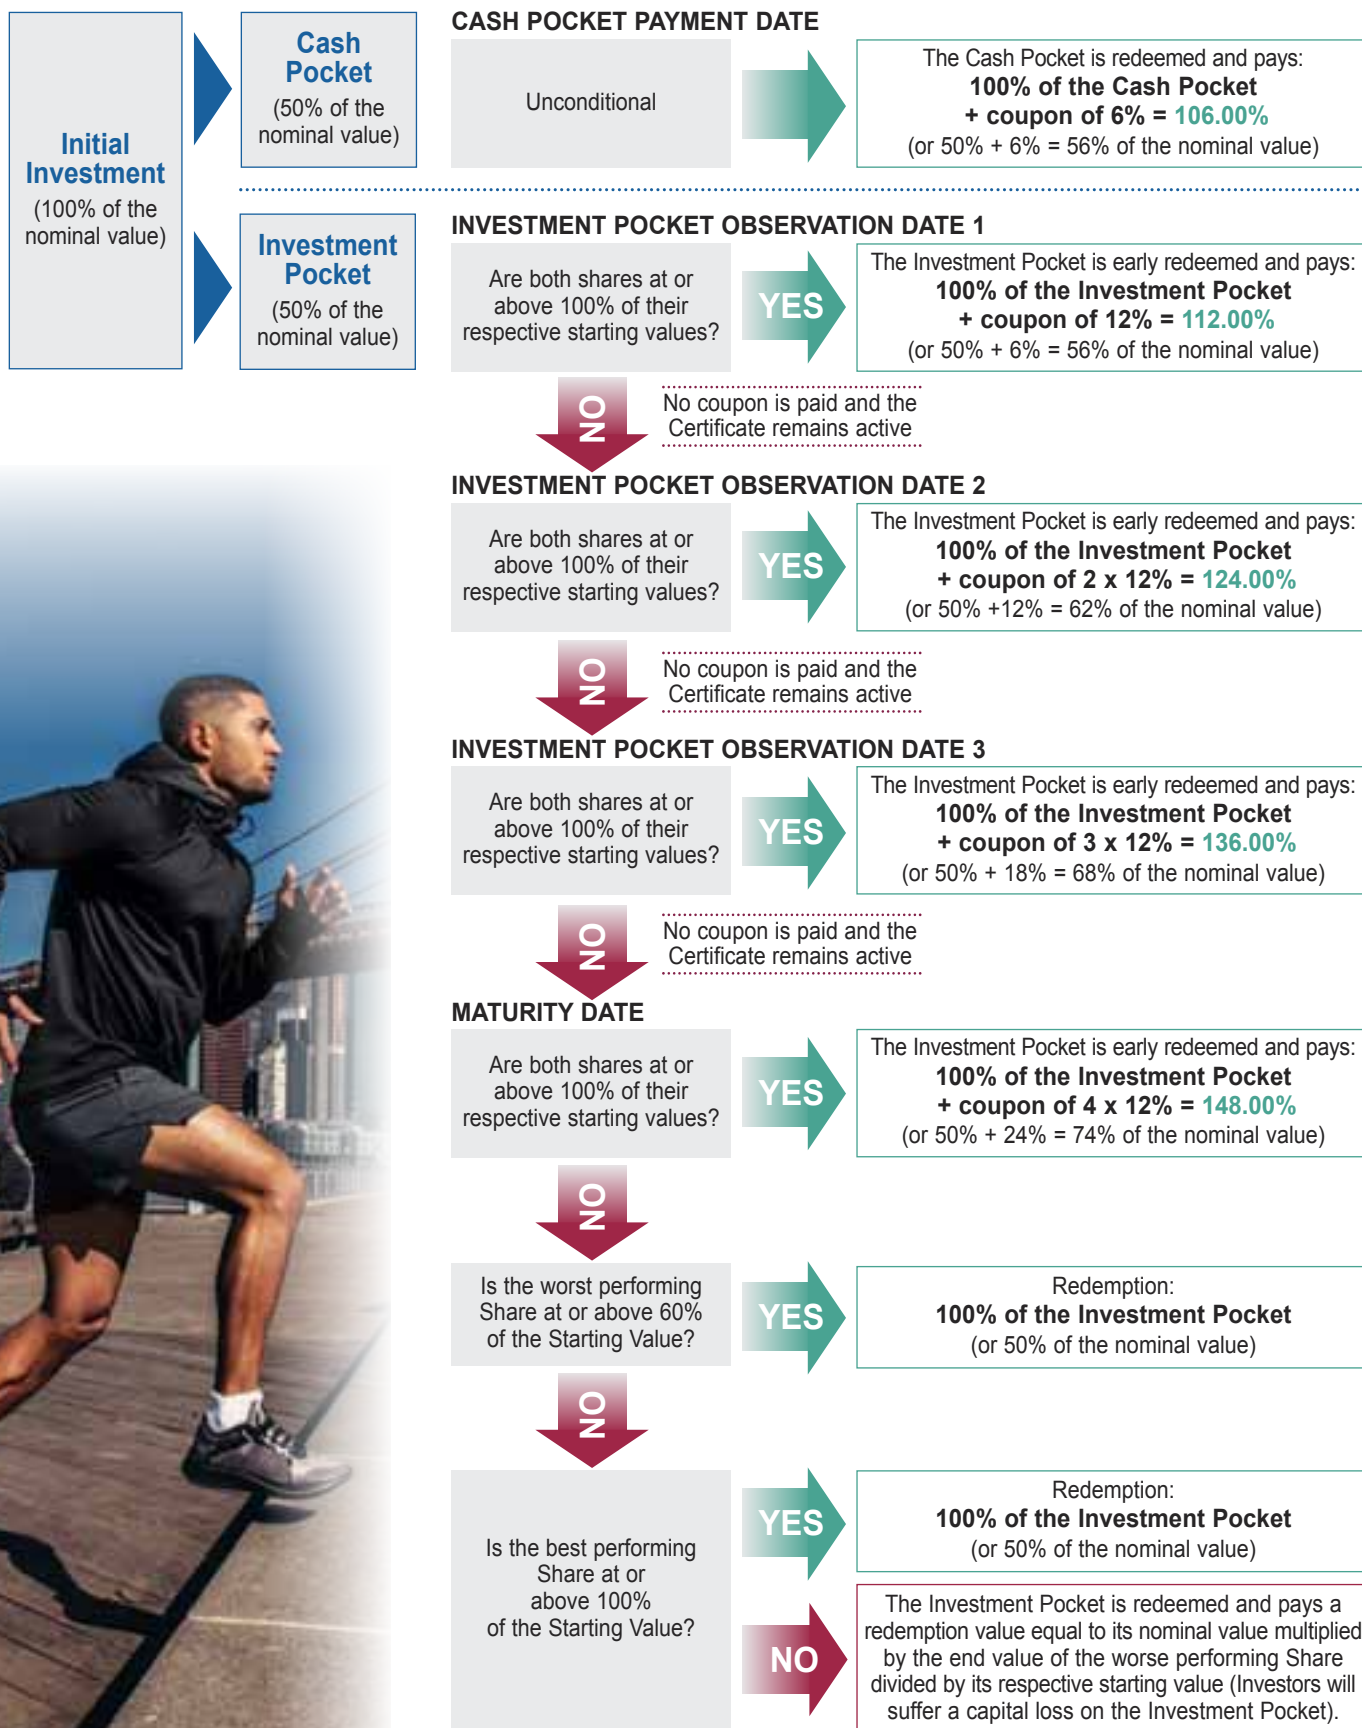 Initial
Investment
(100% of the
nominal value)
Cash
Pocket
(50% of the
nominal value)
Investment
Pocket
(50% of the
nominal value)
CASH POCKET PAYMENT DATE
Unconditional
The Cash Pocket is redeemed and pays:
100% of the Cash Pocket
+ coupon of 6% = 106.00%
(or 50% + 6% = 56% of the nominal value)
INVESTMENT POCKET OBSERVATION DATE 1
Are both shares at or
above 100% of their
respective starting values?
YES
The Investment Pocket is early redeemed and pays:
100% of the Investment Pocket
+ coupon of 12% = 112.00%
(or 50% + 6% = 56% of the nominal value)
NO
No coupon is paid and the
Certificate remains active
INVESTMENT POCKET OBSERVATION DATE 2
Are both shares at or
above 100% of their
respective starting values?
YES
The Investment Pocket is early redeemed and pays:
100% of the Investment Pocket
+ coupon of 2 x 12% = 124.00%
(or 50% +12% = 62% of the nominal value)
NO
No coupon is paid and the
Certificate remains active
INVESTMENT POCKET OBSERVATION DATE 3
Are both shares at or
above 100% of their
respective starting values?
YES
The Investment Pocket is early redeemed and pays:
100% of the Investment Pocket
+ coupon of 3 x 12% = 136.00%
(or 50% + 18% = 68% of the nominal value)
NO
No coupon is paid and the
Certificate remains active
MATURITY DATE
Are both shares at or
above 100% of their
respective starting values?
YES
The Investment Pocket is early redeemed and pays:
100% of the Investment Pocket
+ coupon of 4 x 12% = 148.00%
(or 50% + 24% = 74% of the nominal value)
NO
Is the worst performing
Share at or above 60%
of the Starting Value?
YES
Redemption:
100% of the Investment Pocket
(or 50% of the nominal value)
NO
Is the best performing
Share at or
above 100%
of the Starting Value?
YES
Redemption:
100% of the Investment Pocket
(or 50% of the nominal value)
NO
The Investment Pocket is redeemed and pays a
redemption value equal to its nominal value multiplied
by the end value of the worse performing Share
divided by its respective starting value (Investors will
suffer a capital loss on the Investment Pocket).